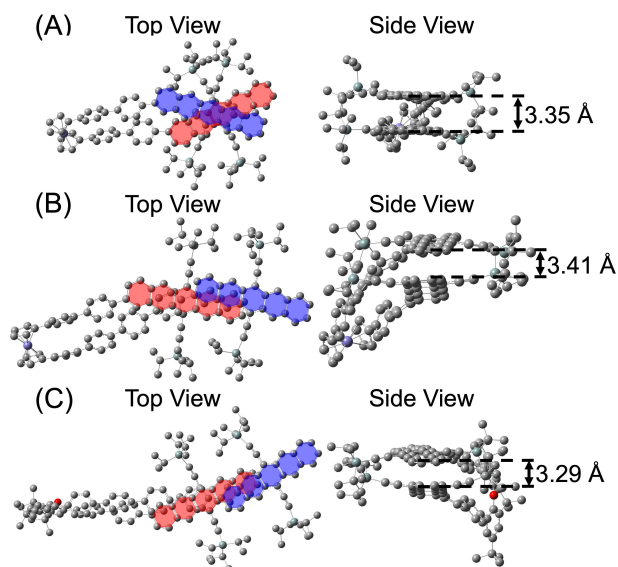 (A) Top View Side View
3.35 Å
(B) Top View Side View
3.41 Å
(C) Top View Side View
3.29 Å